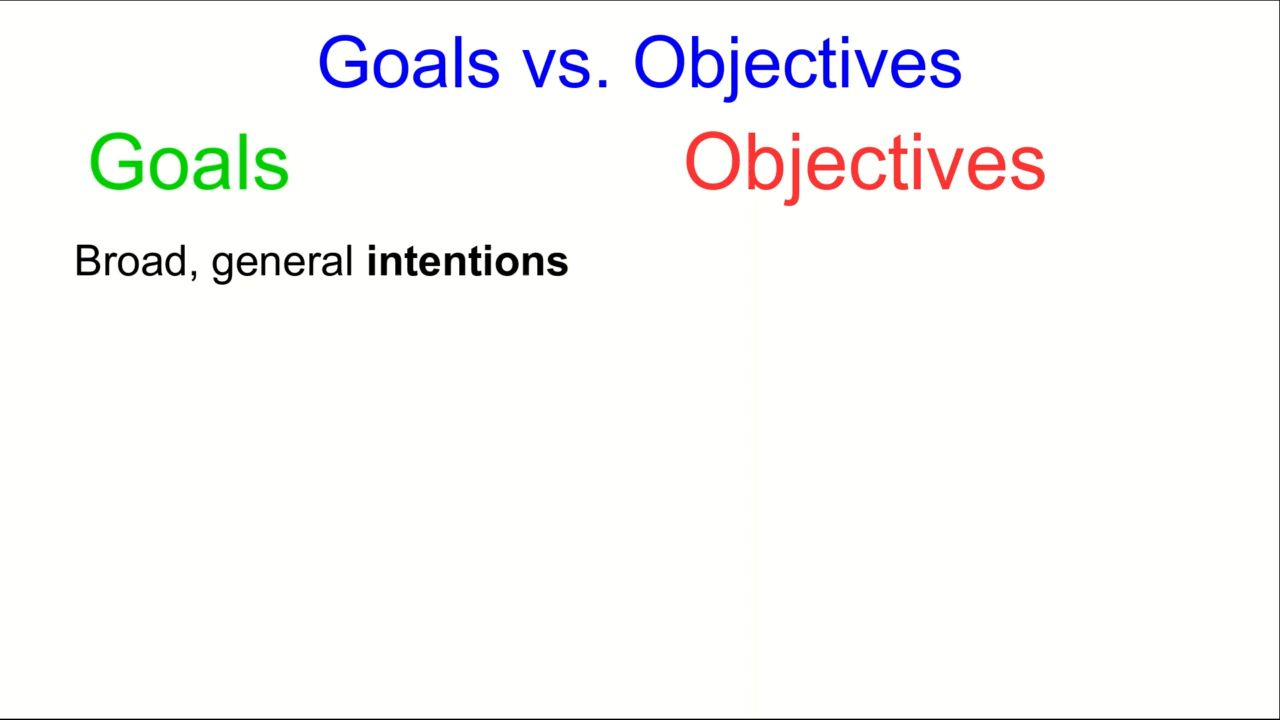 Goals vs. Objectives
Goals
Objectives
Broad, general intentions